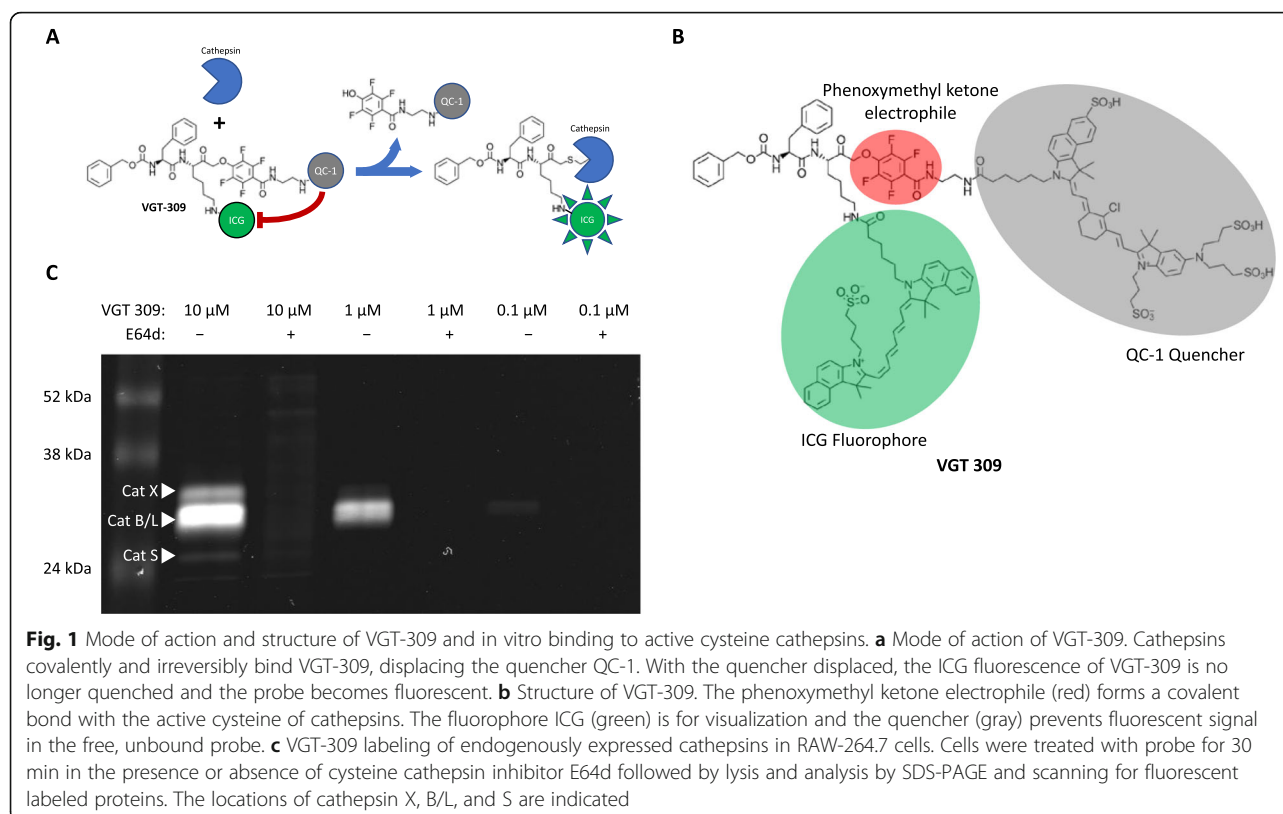 A
Cathepsin
+
VGT-309
QC-1
ICG
QC-1
Cathepsin
ICG
B
Phenoxymethyl ketone
electrophile
ICG Fluorophore
QC-1 Quencher
VGT 309
C
VGT 309: 10 µM 10 µM 1 µM 1 µM 0.1 µM 0.1 µM
E64d: – + – + – +
52 kDa
38 kDa
Cat X
Cat B/L
Cat S
24 kDa
Fig. 1 Mode of action and structure of VGT-309 and in vitro binding to active cysteine cathepsins. a Mode of action of VGT-309. Cathepsins
covalently and irreversibly bind VGT-309, displacing the quencher QC-1. With the quencher displaced, the ICG fluorescence of VGT-309 is no
longer quenched and the probe becomes fluorescent. b Structure of VGT-309. The phenoxymethyl ketone electrophile (red) forms a covalent
bond with the active cysteine of cathepsins. The fluorophore ICG (green) is for visualization and the quencher (gray) prevents fluorescent signal
in the free, unbound probe. c VGT-309 labeling of endogenously expressed cathepsins in RAW-264.7 cells. Cells were treated with probe for 30
min in the presence or absence of cysteine cathepsin inhibitor E64d followed by lysis and analysis by SDS-PAGE and scanning for fluorescent
labeled proteins. The locations of cathepsin X, B/L, and S are indicated